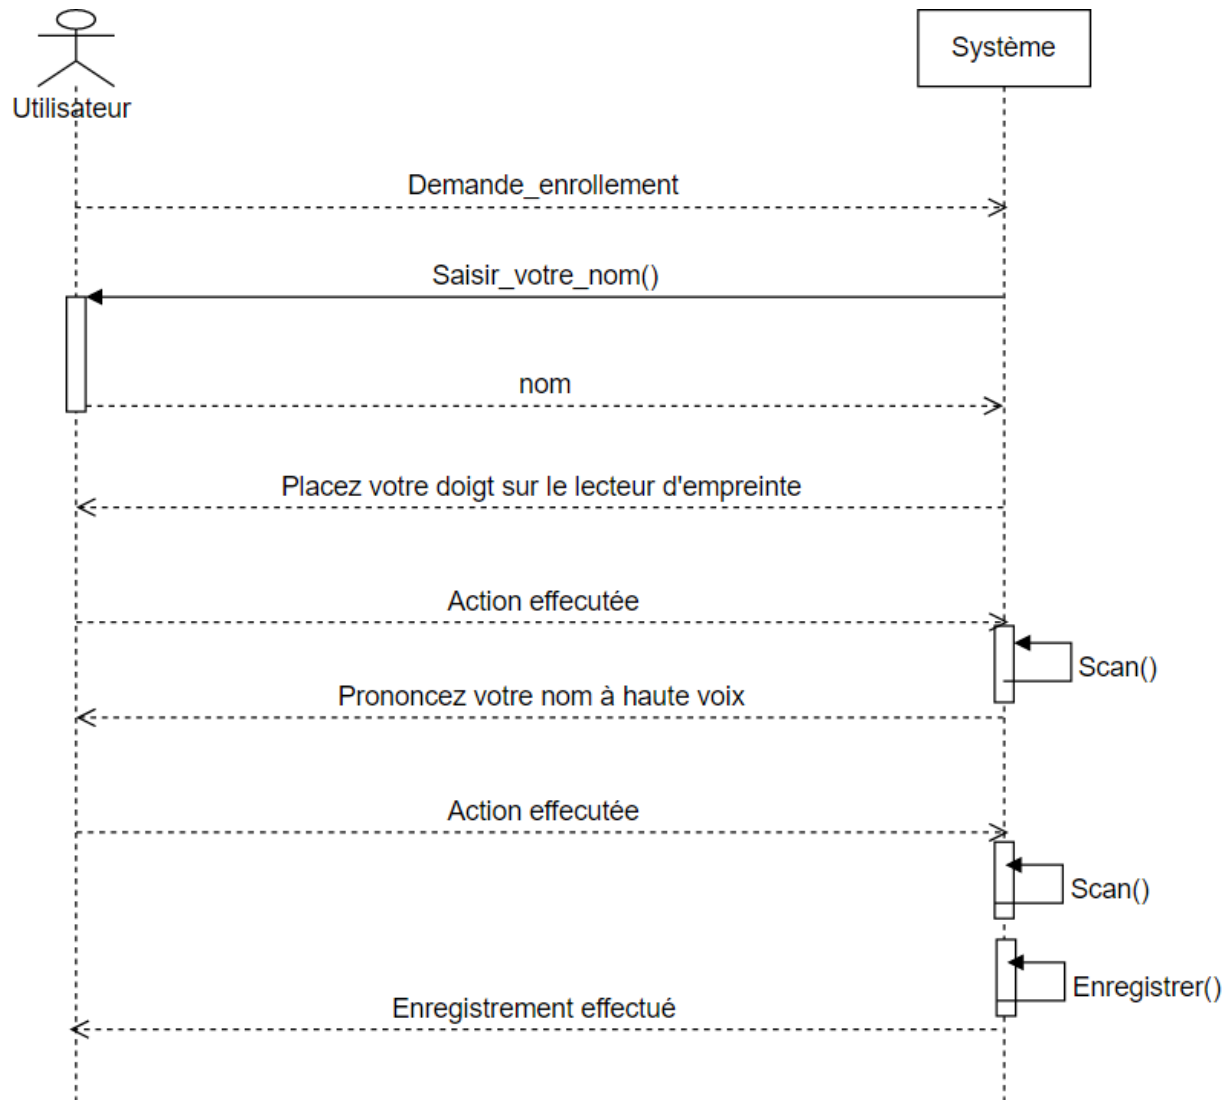 Système
Utilisateur
Demande_enrollement
Saisir_votre_nom()
nom
Placez votre doigt sur le lecteur d'empreinte
Action effecutée
Scan()
Prononcez votre nom à haute voix
Action effecutée
Scan()
Enregistrer()
Enregistrement effectué